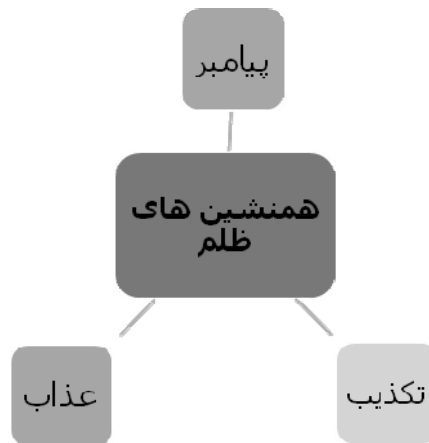 پیامبر
همنشین های
ظلم
تکذیب
عذاب